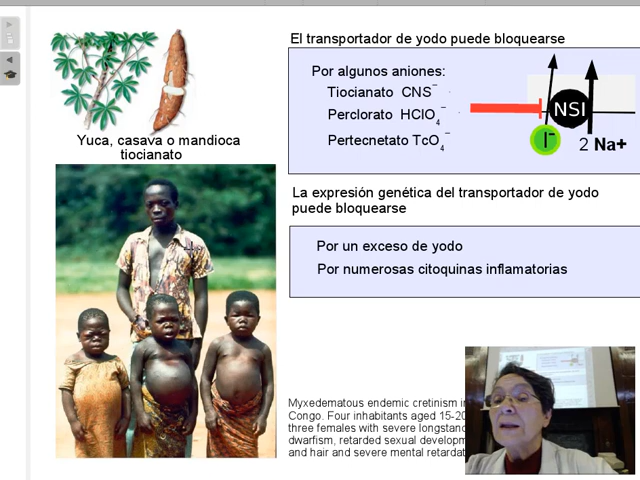 El transportador de yodo puede bloquearse
Por algunos aniones:
Tiocianato CNS⁻
Perclorato HClO₄⁻
Pertecnetato TcO₄⁻
NSI
I⁻
2 Na+
Yuca, casava o mandioca
tiocianato
La expresión genética del transportador de yodo
puede bloquearse
Por un exceso de yodo
Por numerosas citoquinas inflamatorias
Myxedematous endemic cretinism in
Congo. Four inhabitants aged 15-20
three females with severe longstand
dwarfism, retarded sexual developm
and hair and severe mental retardat